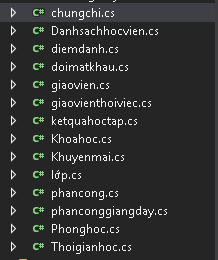 C# chungchi.cs
C# Danhsachhocvien.cs
C# diemdanh.cs
C# doimatkhau.cs
C# giaovien.cs
C# giaovienthoiviec.cs
C# ketquahoctap.cs
C# Khoahoc.cs
C# Khuyenmai.cs
C# lớp.cs
C# phancong.cs
C# phanconggiangday.cs
C# Phonghoc.cs
C# Thoigianhoc.cs